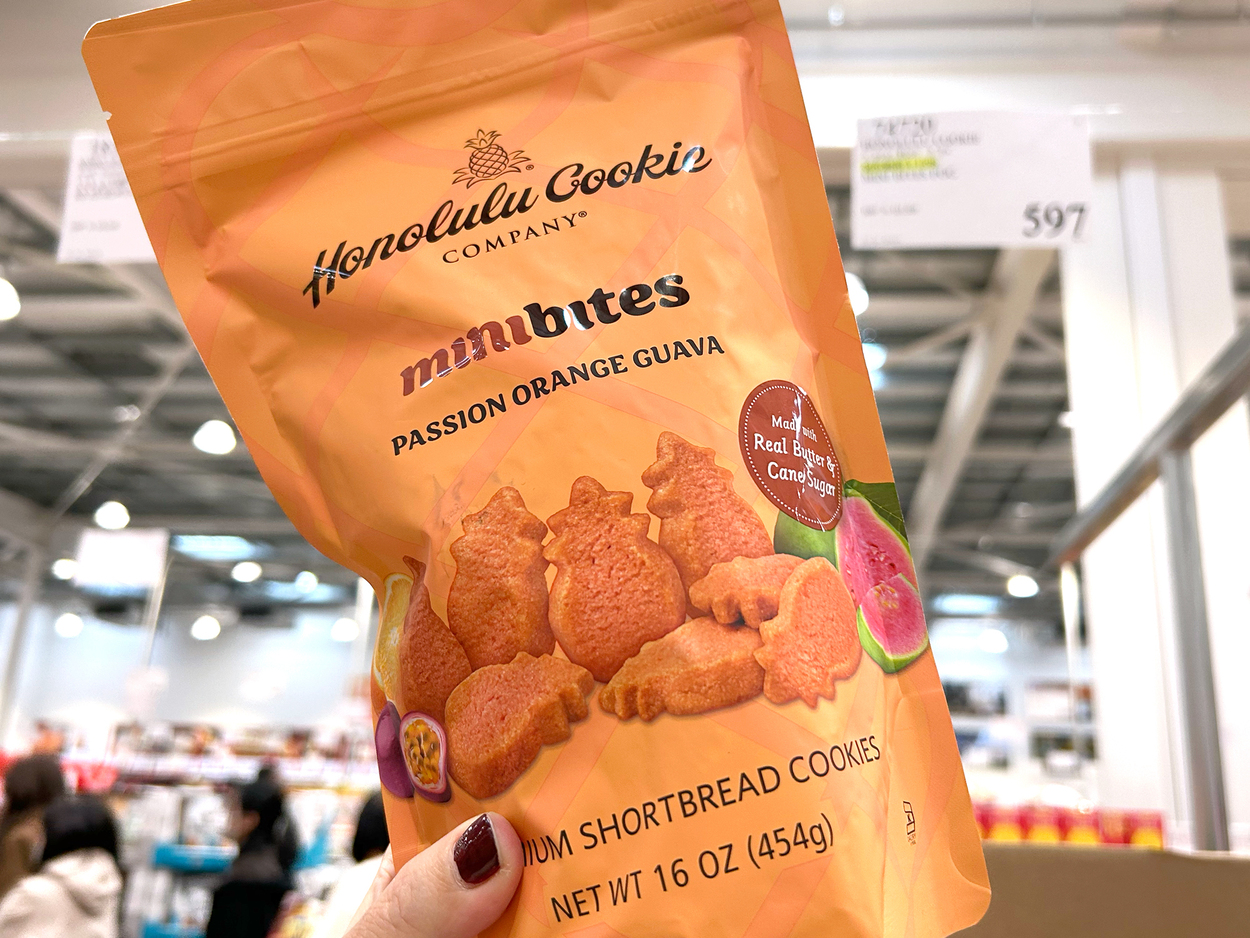 Honolulu Cookie
COMPANY®
minibites
PASSION ORANGE GUAVA
Made with
Real Butter &
Cane Sugar
SHORTBREAD COOKIES
NET WT 16 OZ (454g)
597